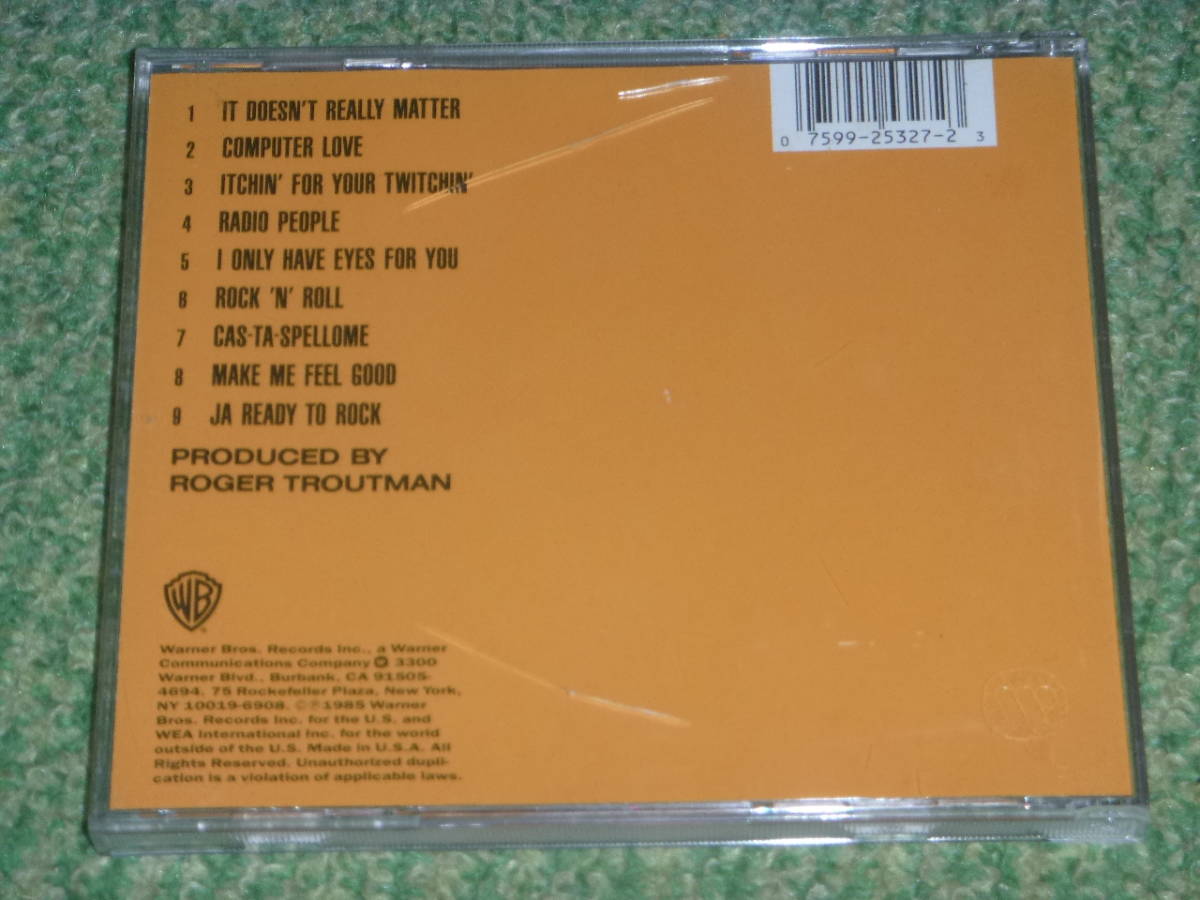 0 7599-25327-2 3
1 IT DOESN'T REALLY MATTER
2 COMPUTER LOVE
3 ITCHIN' FOR YOUR TWITCHIN'
4 RADIO PEOPLE
5 I ONLY HAVE EYES FOR YOU
6 ROCK 'N' ROLL
7 CAS-TA-SPELLOME
8 MAKE ME FEEL GOOD
9 JA READY TO ROCK
PRODUCED BY
ROGER TROUTMAN
WB
Warner Bros. Records Inc., a Warner
Communications Company 3300
Warner Blvd., Burbank, CA 91505-
4694. 75 Rockefeller Plaza, New York,
NY 10019-6908. ©℗1985 Warner
Bros. Records Inc. for the U.S. and
WEA International Inc. for the world
outside of the U.S. Made in U.S.A. All
Rights Reserved. Unauthorized dupli-
cation is a violation of applicable laws.